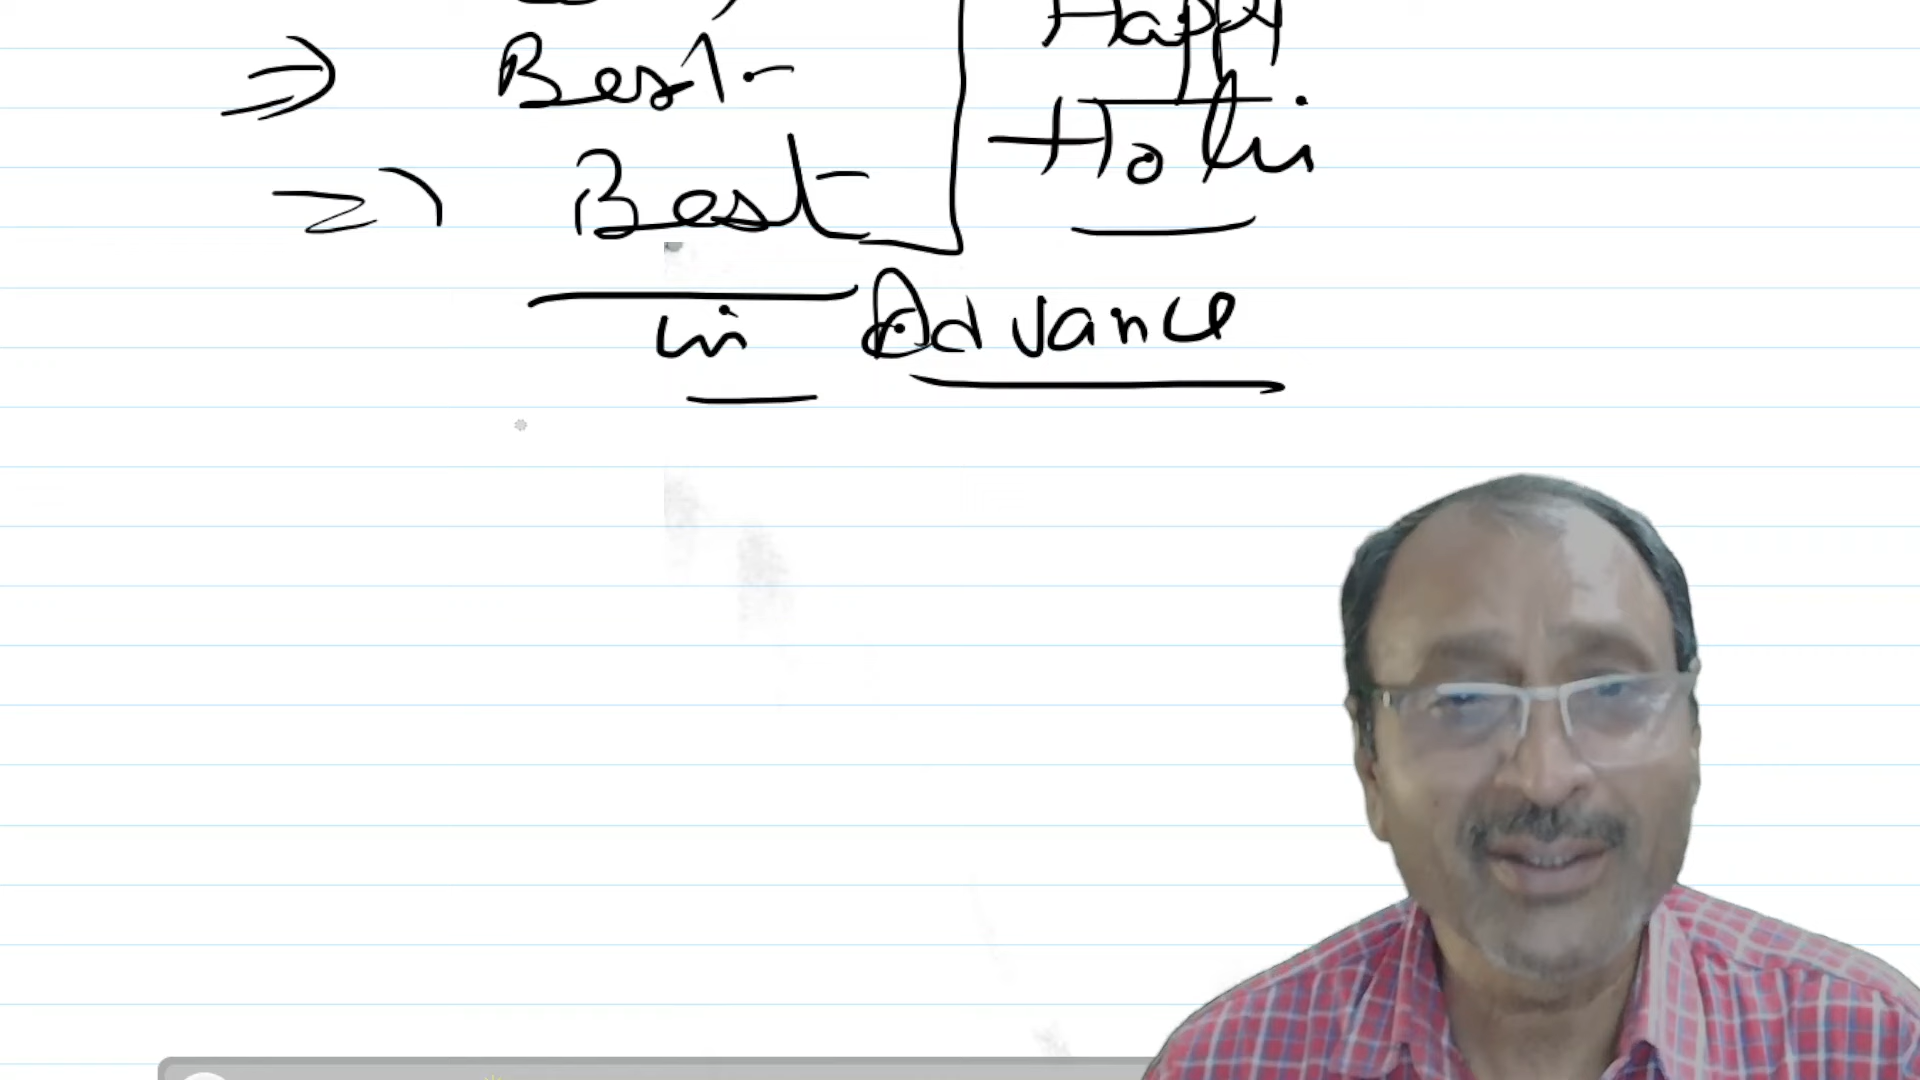 Happy
⇒ Best
Holi
⇒ Best
in Advance